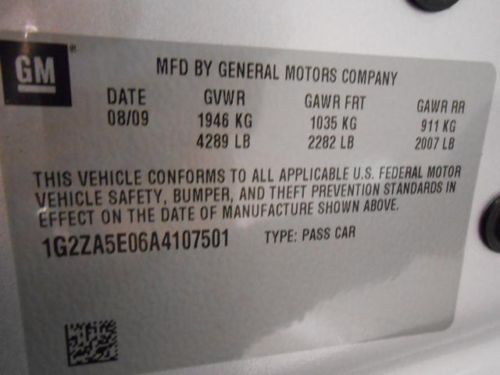 GM
MFD BY GENERAL MOTORS COMPANY
DATE GVWR GAWR FRT GAWR RR
08/09 1946 KG 1035 KG 911 KG
4289 LB 2282 LB 2007 LB
THIS VEHICLE CONFORMS TO ALL APPLICABLE U.S. FEDERAL MOTOR
VEHICLE SAFETY, BUMPER, AND THEFT PREVENTION STANDARDS IN
EFFECT ON THE DATE OF MANUFACTURE SHOWN ABOVE.
1G2ZA5E06A4107501 TYPE: PASS CAR